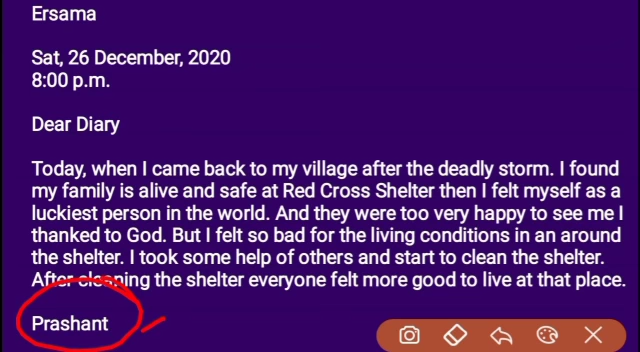 Ersama
Sat, 26 December, 2020
8:00 p.m.
Dear Diary
Today, when I came back to my village after the deadly storm. I found
my family is alive and safe at Red Cross Shelter then I felt myself as a
luckiest person in the world. And they were too very happy to see me I
thanked to God. But I felt so bad for the living conditions in an around
the shelter. I took some help of others and start to clean the shelter.
After cleaning the shelter everyone felt more good to live at that place.
Prashant